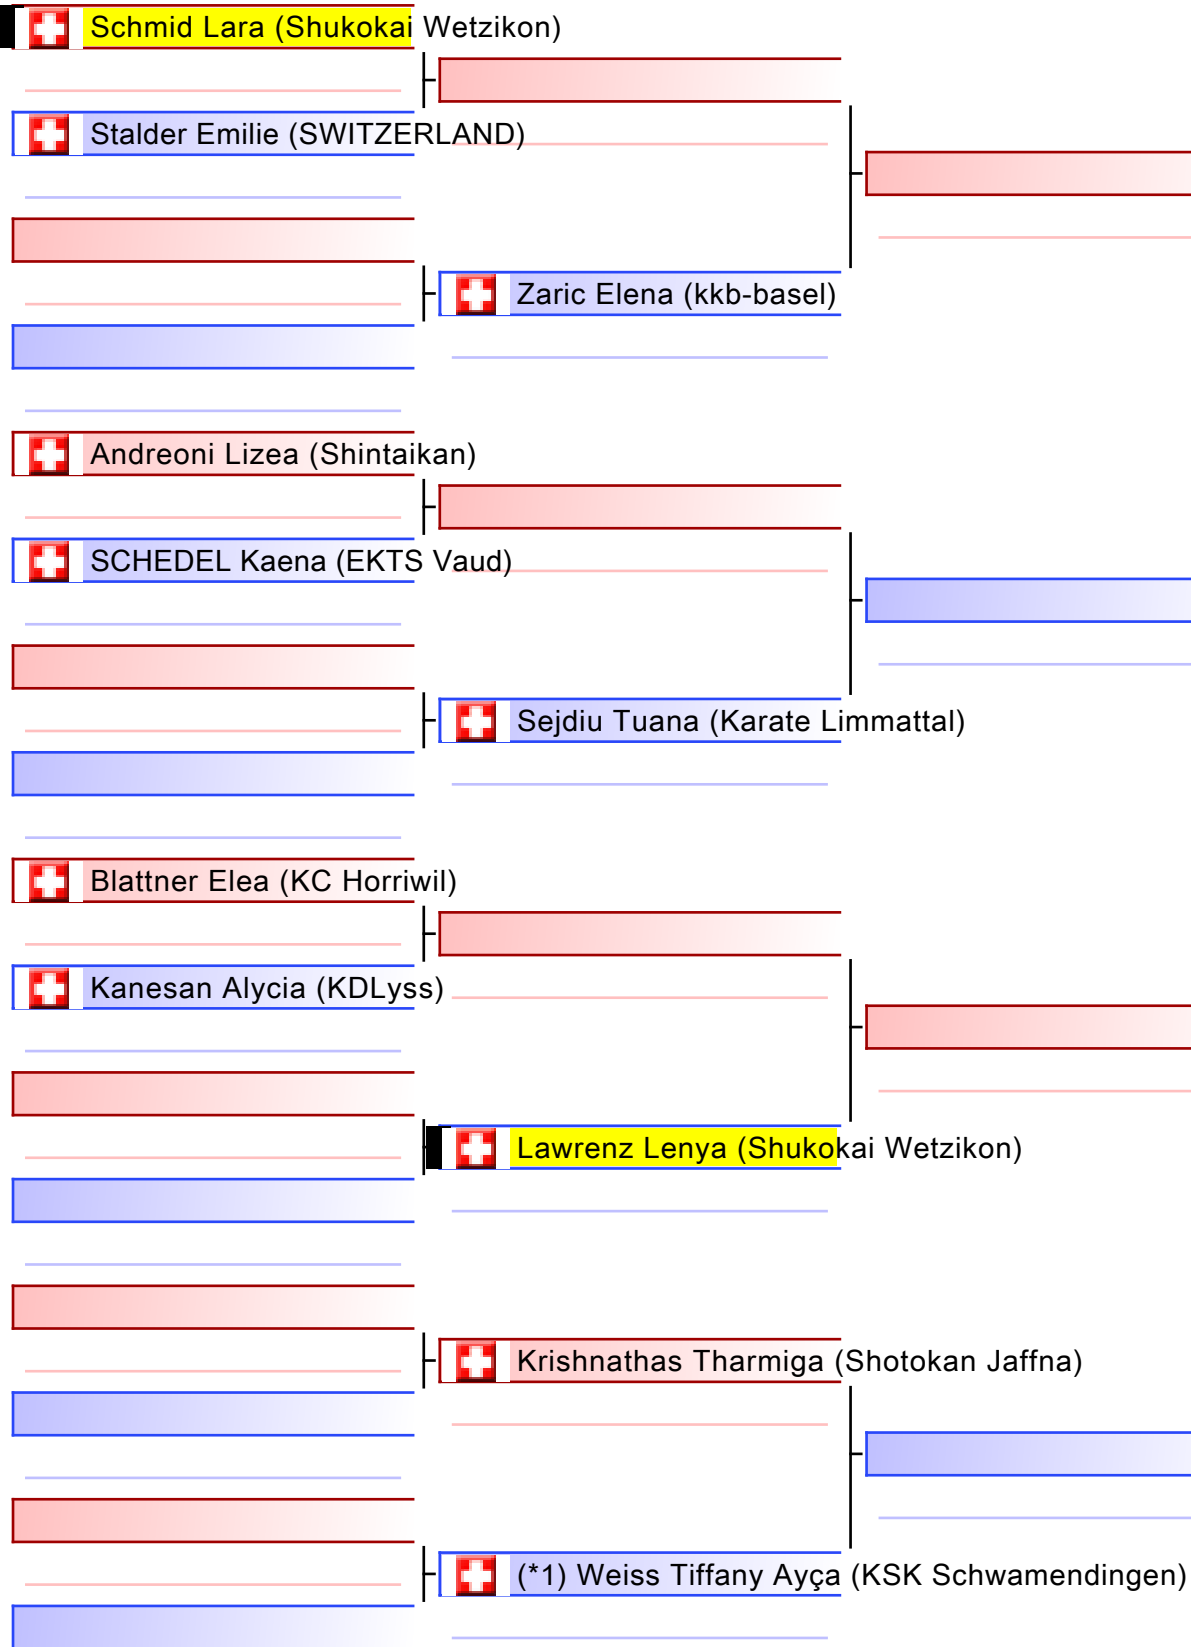 Schmid Lara (Shukokai Wetzikon)
Stalder Emilie (SWITZERLAND)
Zaric Elena (kkb-basel)
Andreoni Lizea (Shintaikan)
SCHEDEL Kaena (EKTS Vaud)
Sejdiu Tuana (Karate Limmattal)
Blattner Elea (KC Horriwil)
Kanesan Alycia (KDLyss)
Lawrenz Lenya (Shukokai Wetzikon)
Krishnathas Tharmiga (Shotokan Jaffna)
(*1) Weiss Tiffany Ayça (KSK Schwamendingen)